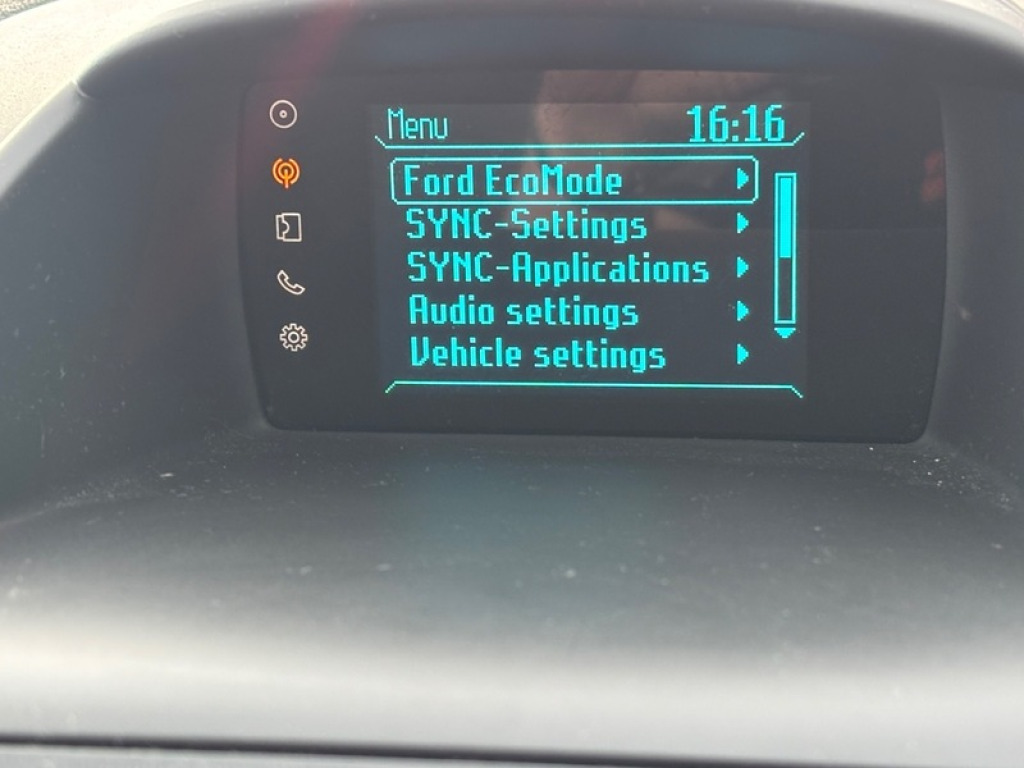 Menu 16:16
Ford EcoMode
SYNC-Settings
SYNC-Applications
Audio settings
Vehicle settings